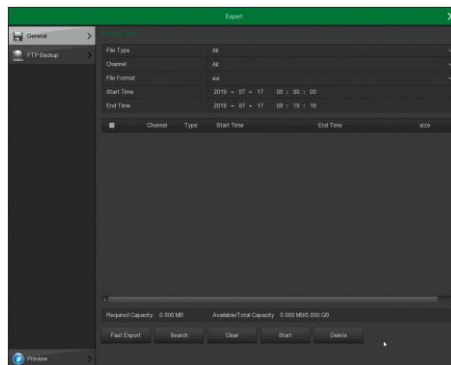 Export
General
FTP Backup
File Type All
Channel All
File Format avi
Start Time 2019 - 07 - 17 00 : 00 : 00
End Time 2019 - 07 - 17 09 : 19 : 16
Channel Type Start Time End Time size
Required Capacity: 0.000 MB Available/Total Capacity: 0.000 MB/0.000 GB
Fast Export Search Clear Start Delete
Preview